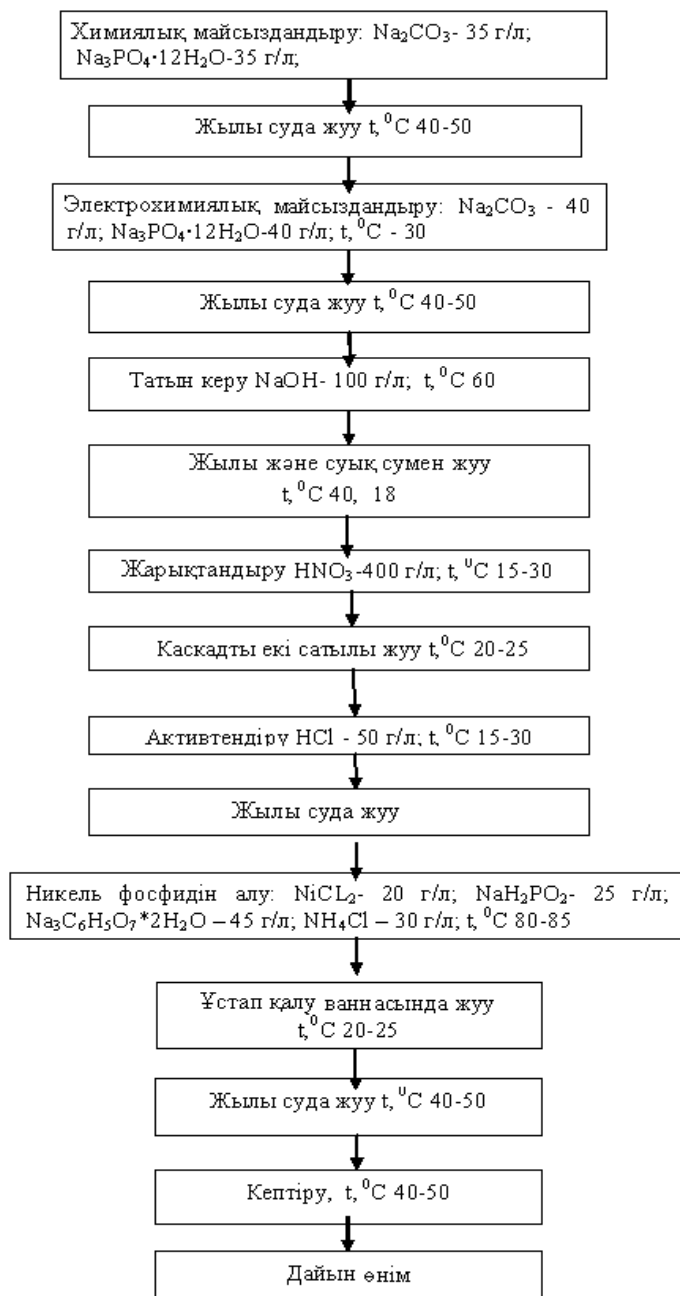 Химиялық майсыздандыру: Na₂CO₃- 35 г/л;
Na₃PO₄·12H₂O-35 г/л;
Жылы суда жуу t,⁰C 40-50
Электрохимиялық майсыздандыру: Na₂CO₃ - 40
г/л; Na₃PO₄·12H₂O-40 г/л; t,⁰C - 30
Жылы суда жуу t,⁰C 40-50
Татын керу NaOH- 100 г/л; t,⁰C 60
Жылы және суық сумен жуу
t,⁰C 40, 18
Жарықтандыру HNO₃-400 г/л; t,⁰C 15-30
Каскадты екі сатылы жуу t,⁰C 20-25
Активтендіру HCl - 50 г/л; t,⁰C 15-30
Жылы суда жуу
Никель фосфидін алу: NiCL₂- 20 г/л; NaH₂PO₂- 25 г/л;
Na₃C₆H₅O₇*2H₂O – 45 г/л; NH₄Cl – 30 г/л; t,⁰C 80-85
Ұстап қалу ваннасында жуу
t,⁰C 20-25
Жылы суда жуу t,⁰C 40-50
Кептіру, t,⁰C 40-50
Дайын өнім